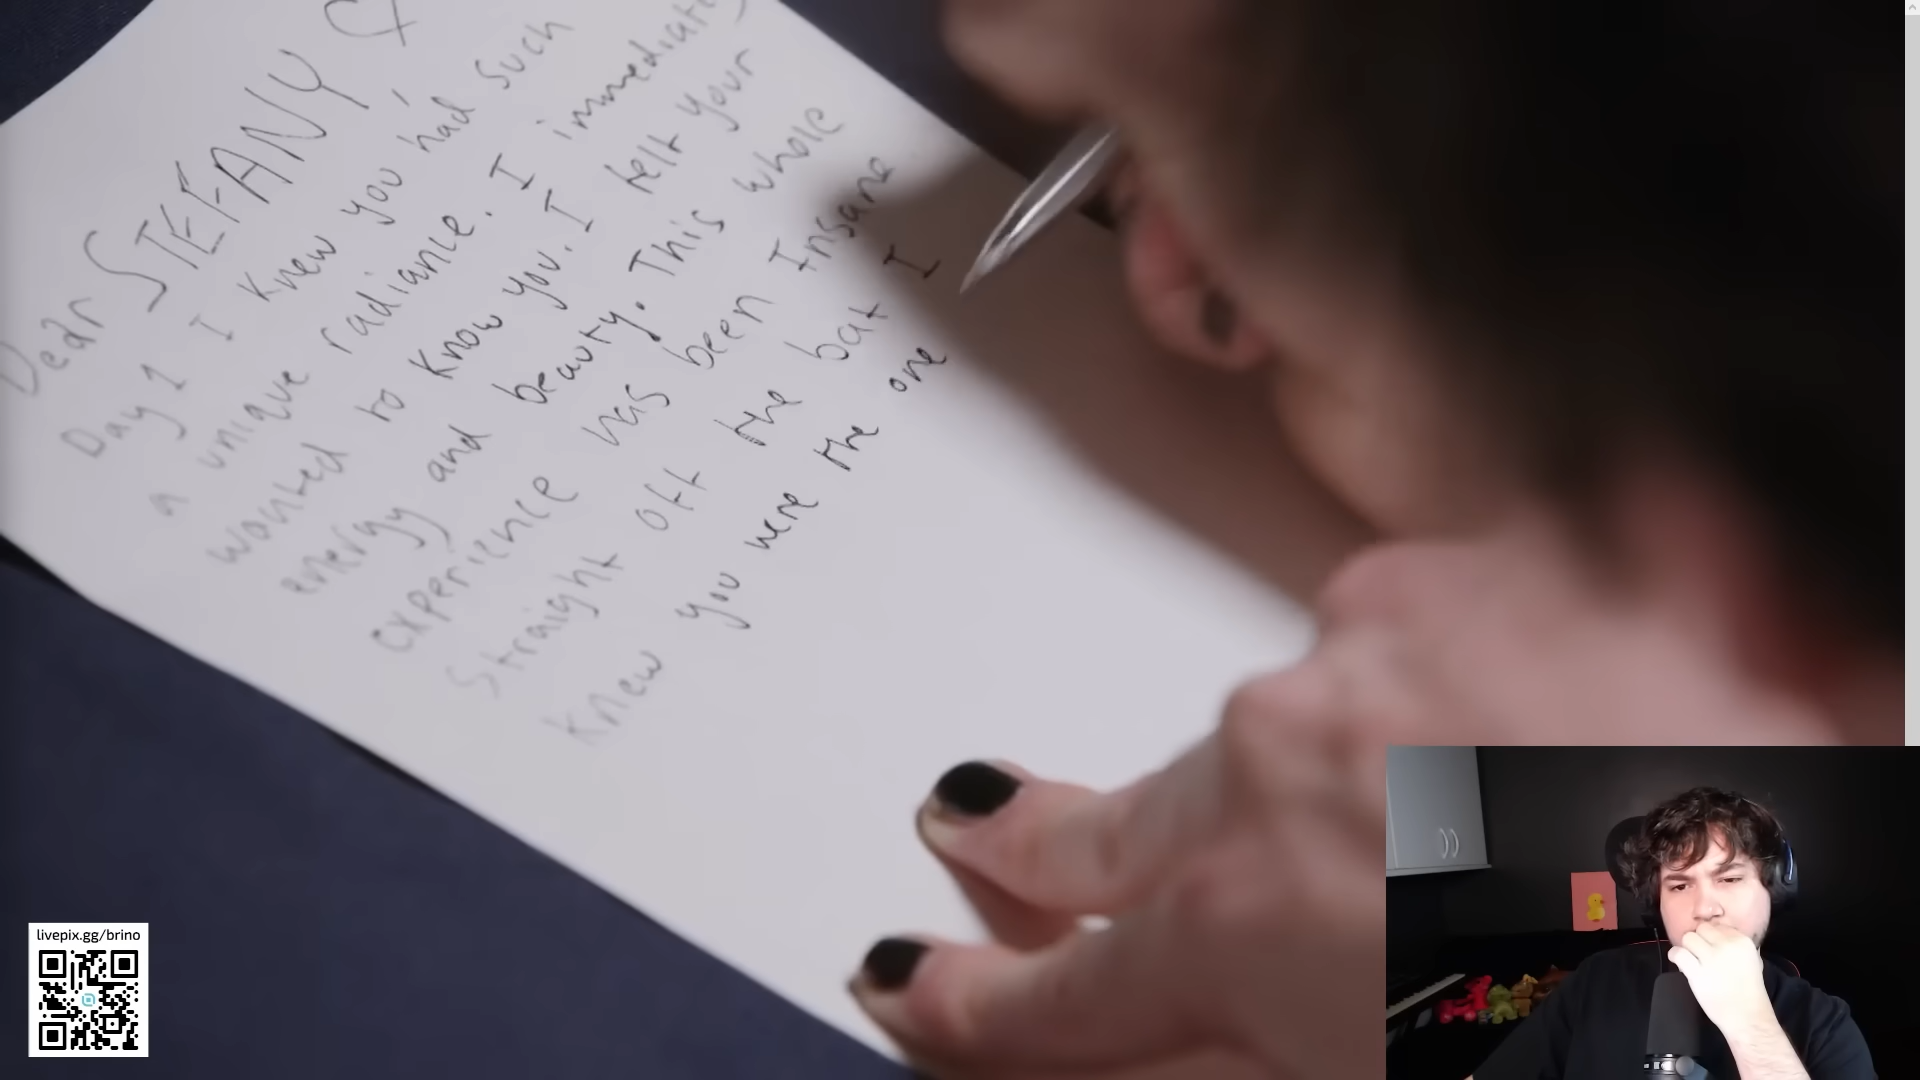 Dear STEFANY,
Day 1 I knew you had such
a unique radiance. I immediately
wanted to know you. I felt your
energy and beauty. This whole
experience has been Insane
straight off the bat I
knew you were the one
livepix.gg/brino